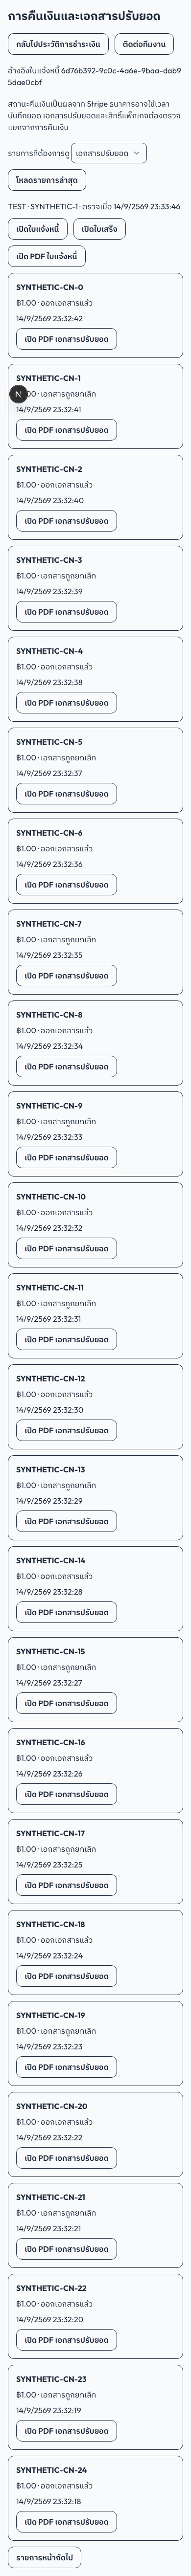 การคืนเงินและเอกสารปรับยอด
กลับไปประวัติการชำระเงิน
ติดต่อทีมงาน
อ้างอิงใบแจ้งหนี้ 6d76b392-9c0c-4a6e-9baa-dab9
5dae0cbf
สถานะคืนเงินเป็นผลจาก Stripe ธนาคารอาจใช้เวลา
บันทึกยอด เอกสารปรับยอดและสิทธิ์แพ็กเกจต้องตรวจ
แยกจากการคืนเงิน
รายการที่ต้องการดู เอกสารปรับยอด
โหลดรายการล่าสุด
TEST · SYNTHETIC-1 · ตรวจเมื่อ 14/9/2569 23:33:46
เปิดใบแจ้งหนี้
เปิดใบเสร็จ
เปิด PDF ใบแจ้งหนี้
SYNTHETIC-CN-0
฿1.00 · ออกเอกสารแล้ว
14/9/2569 23:32:42
เปิด PDF เอกสารปรับยอด
SYNTHETIC-CN-1
N
.00 · เอกสารถูกยกเลิก
14/9/2569 23:32:41
เปิด PDF เอกสารปรับยอด
SYNTHETIC-CN-2
฿1.00 · ออกเอกสารแล้ว
14/9/2569 23:32:40
เปิด PDF เอกสารปรับยอด
SYNTHETIC-CN-3
฿1.00 · เอกสารถูกยกเลิก
14/9/2569 23:32:39
เปิด PDF เอกสารปรับยอด
SYNTHETIC-CN-4
฿1.00 · ออกเอกสารแล้ว
14/9/2569 23:32:38
เปิด PDF เอกสารปรับยอด
SYNTHETIC-CN-5
฿1.00 · เอกสารถูกยกเลิก
14/9/2569 23:32:37
เปิด PDF เอกสารปรับยอด
SYNTHETIC-CN-6
฿1.00 · ออกเอกสารแล้ว
14/9/2569 23:32:36
เปิด PDF เอกสารปรับยอด
SYNTHETIC-CN-7
฿1.00 · เอกสารถูกยกเลิก
14/9/2569 23:32:35
เปิด PDF เอกสารปรับยอด
SYNTHETIC-CN-8
฿1.00 · ออกเอกสารแล้ว
14/9/2569 23:32:34
เปิด PDF เอกสารปรับยอด
SYNTHETIC-CN-9
฿1.00 · เอกสารถูกยกเลิก
14/9/2569 23:32:33
เปิด PDF เอกสารปรับยอด
SYNTHETIC-CN-10
฿1.00 · ออกเอกสารแล้ว
14/9/2569 23:32:32
เปิด PDF เอกสารปรับยอด
SYNTHETIC-CN-11
฿1.00 · เอกสารถูกยกเลิก
14/9/2569 23:32:31
เปิด PDF เอกสารปรับยอด
SYNTHETIC-CN-12
฿1.00 · ออกเอกสารแล้ว
14/9/2569 23:32:30
เปิด PDF เอกสารปรับยอด
SYNTHETIC-CN-13
฿1.00 · เอกสารถูกยกเลิก
14/9/2569 23:32:29
เปิด PDF เอกสารปรับยอด
SYNTHETIC-CN-14
฿1.00 · ออกเอกสารแล้ว
14/9/2569 23:32:28
เปิด PDF เอกสารปรับยอด
SYNTHETIC-CN-15
฿1.00 · เอกสารถูกยกเลิก
14/9/2569 23:32:27
เปิด PDF เอกสารปรับยอด
SYNTHETIC-CN-16
฿1.00 · ออกเอกสารแล้ว
14/9/2569 23:32:26
เปิด PDF เอกสารปรับยอด
SYNTHETIC-CN-17
฿1.00 · เอกสารถูกยกเลิก
14/9/2569 23:32:25
เปิด PDF เอกสารปรับยอด
SYNTHETIC-CN-18
฿1.00 · ออกเอกสารแล้ว
14/9/2569 23:32:24
เปิด PDF เอกสารปรับยอด
SYNTHETIC-CN-19
฿1.00 · เอกสารถูกยกเลิก
14/9/2569 23:32:23
เปิด PDF เอกสารปรับยอด
SYNTHETIC-CN-20
฿1.00 · ออกเอกสารแล้ว
14/9/2569 23:32:22
เปิด PDF เอกสารปรับยอด
SYNTHETIC-CN-21
฿1.00 · เอกสารถูกยกเลิก
14/9/2569 23:32:21
เปิด PDF เอกสารปรับยอด
SYNTHETIC-CN-22
฿1.00 · ออกเอกสารแล้ว
14/9/2569 23:32:20
เปิด PDF เอกสารปรับยอด
SYNTHETIC-CN-23
฿1.00 · เอกสารถูกยกเลิก
14/9/2569 23:32:19
เปิด PDF เอกสารปรับยอด
SYNTHETIC-CN-24
฿1.00 · ออกเอกสารแล้ว
14/9/2569 23:32:18
เปิด PDF เอกสารปรับยอด
รายการหน้าถัดไป